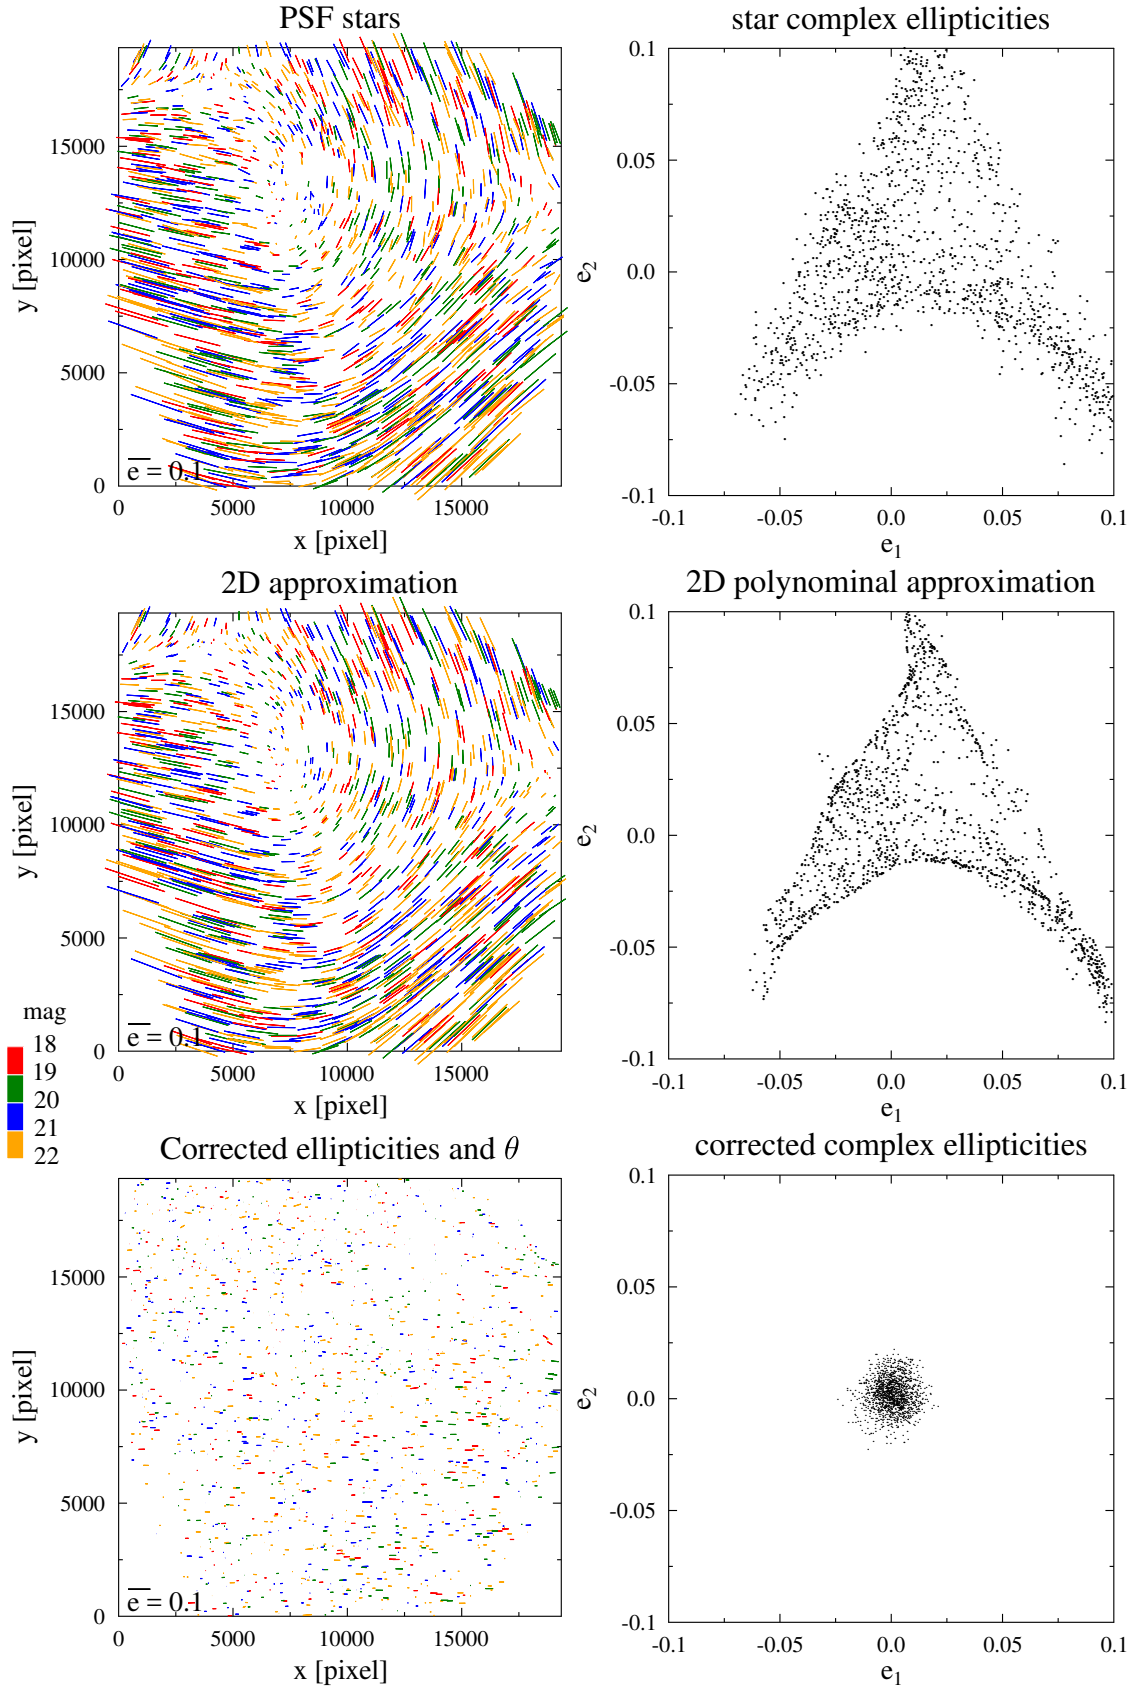 PSF stars
star complex ellipticities
15000
10000
5000
0
y [pixel]
e = 0.1
0 5000 10000 15000
x [pixel]
0.1
0.05
0.0
-0.05
-0.1
e2
-0.1 -0.05 0.0 0.05 0.1
e1
2D approximation
2D polynominal approximation
15000
10000
5000
0
y [pixel]
e = 0.1
0 5000 10000 15000
x [pixel]
0.1
0.05
0.0
-0.05
-0.1
e2
-0.1 -0.05 0.0 0.05 0.1
e1
mag
18
19
20
21
22
Corrected ellipticities and θ
corrected complex ellipticities
15000
10000
5000
0
y [pixel]
e = 0.1
0 5000 10000 15000
x [pixel]
0.1
0.05
0.0
-0.05
-0.1
e2
-0.1 -0.05 0.0 0.05 0.1
e1